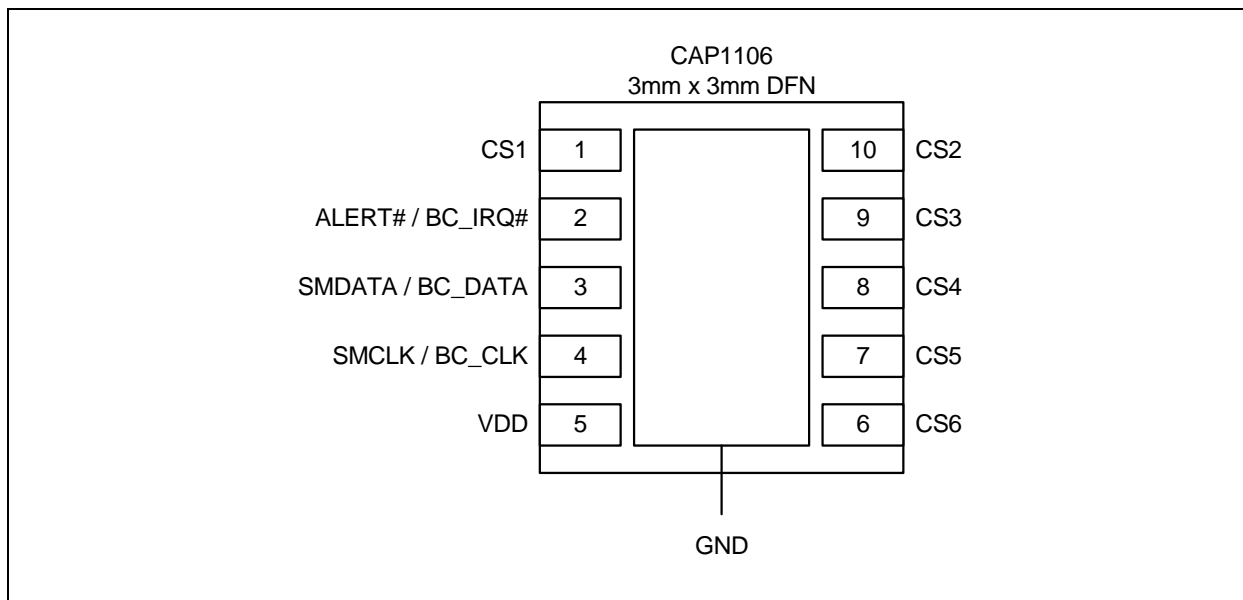 CAP1106
3mm x 3mm DFN
CS1 1 10 CS2
ALERT# / BC_IRQ# 2 9 CS3
SMDATA / BC_DATA 3 8 CS4
SMCLK / BC_CLK 4 7 CS5
VDD 5 6 CS6
GND